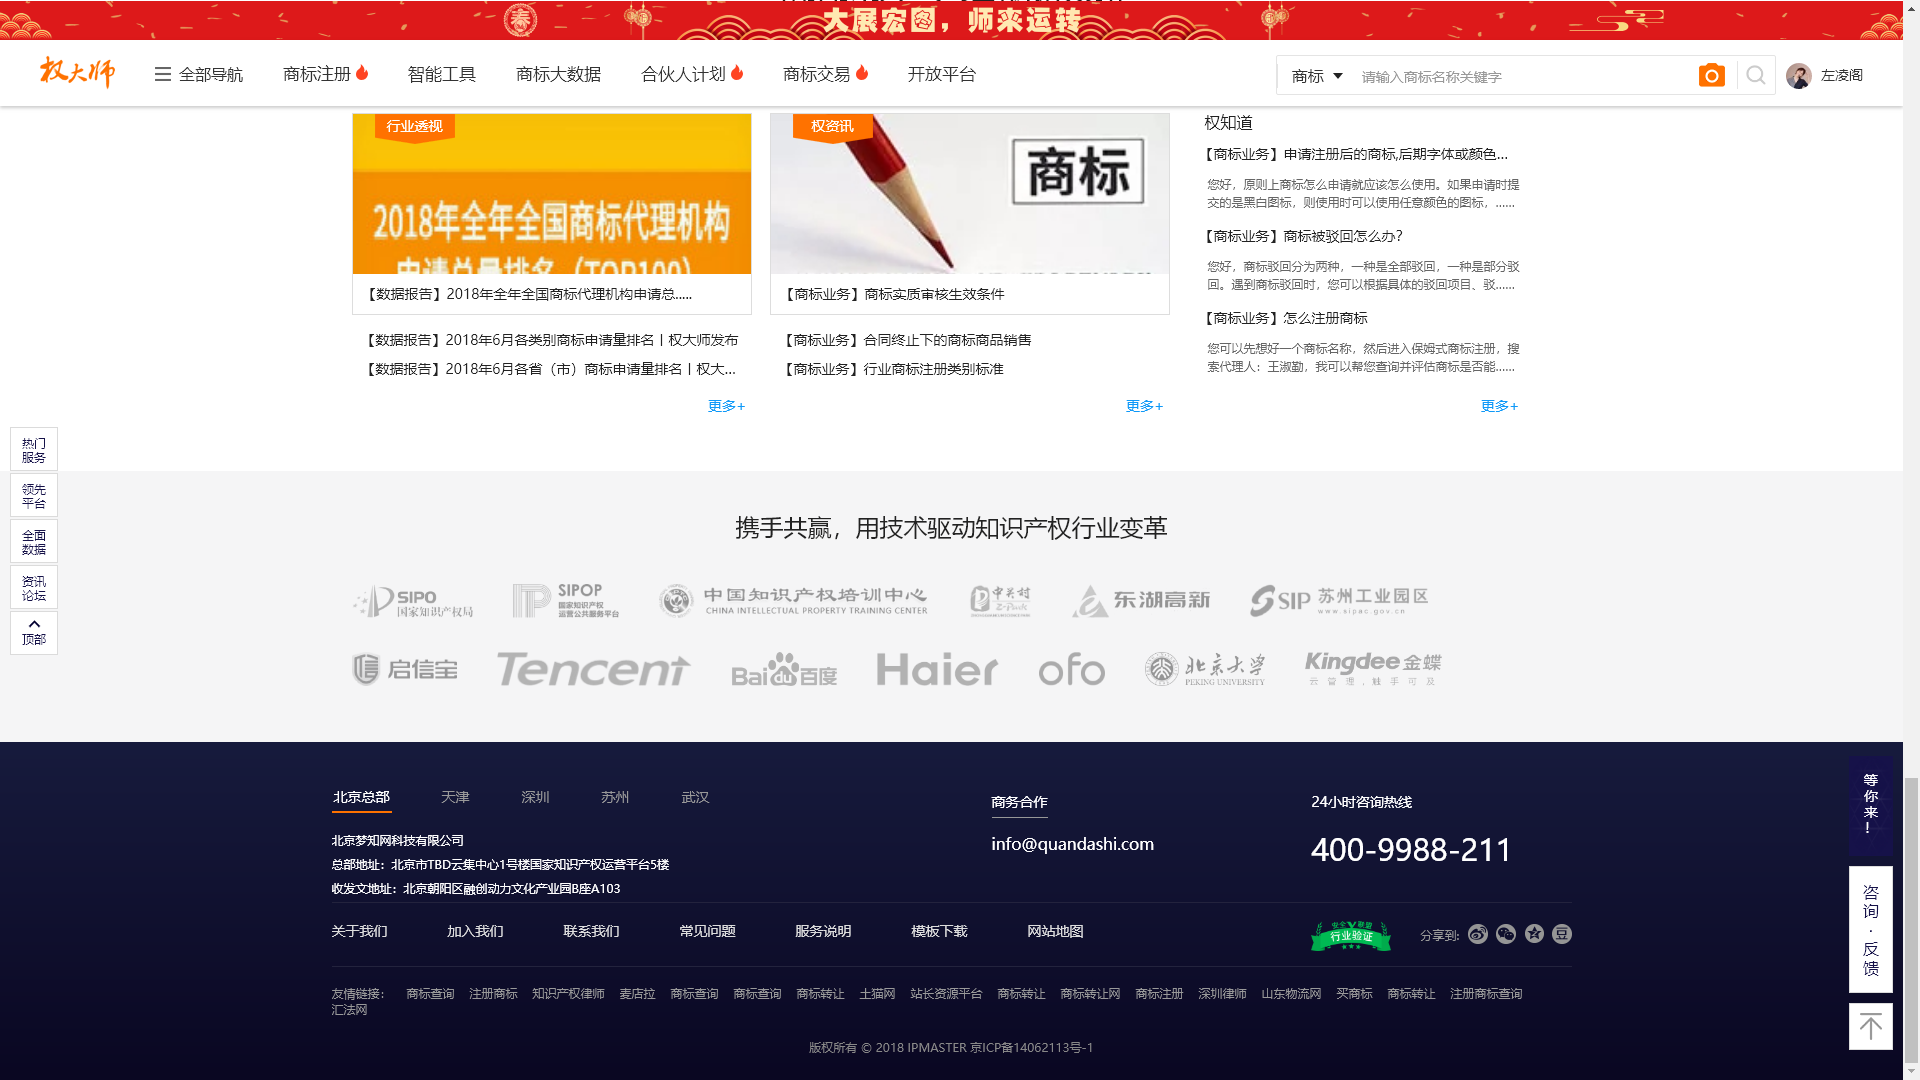 大展宏图，师来运转
权大师
全部导航
商标注册
智能工具
商标大数据
合伙人计划
商标交易
开放平台
商标
请输入商标名称关键字
左凌阁
行业透视
2018年全年全国商标代理机构
【数据报告】2018年全年全国商标代理机构申请总.....
【数据报告】2018年6月各类别商标申请量排名丨权大师发布
【数据报告】2018年6月各省（市）商标申请量排名丨权大...
更多+
权资讯
商标
【商标业务】商标实质审核生效条件
【商标业务】合同终止下的商标商品销售
【商标业务】行业商标注册类别标准
更多+
权知道
【商标业务】申请注册后的商标,后期字体或颜色...
您好，原则上商标怎么申请就应该怎么使用。如果申请时提
交的是黑白图标，则使用时可以使用任意颜色的图标，......
【商标业务】商标被驳回怎么办？
您好，商标驳回分为两种，一种是全部驳回，一种是部分驳
回。遇到商标驳回时，您可以根据具体的驳回项目、驳......
【商标业务】怎么注册商标
您可以先想好一个商标名称，然后进入保姆式商标注册，搜
索代理人：王淑勤，我可以帮您查询并评估商标是否能......
更多+
热门
服务
领先
平台
全面
数据
资讯
论坛
顶部
携手共赢，用技术驱动知识产权行业变革
SIPO
国家知识产权局
SIPOP
国家知识产权
运营公共服务平台
中国知识产权培训中心
CHINA INTELLECTUAL PROPERTY TRAINING CENTER
中关村
Z-Park
东湖高新
SIP 苏州工业园区
www.sipac.gov.cn
启信宝
Tencent
Baidu百度
Haier
ofo
北京大学
PEKING UNIVERSITY
Kingdee金蝶
云管理，触手可及
北京总部
天津
深圳
苏州
武汉
北京梦知网科技有限公司
总部地址：北京市TBD云集中心1号楼国家知识产权运营平台5楼
收发文地址：北京朝阳区融创动力文化产业园B座A103
商务合作
info@quandashi.com
24小时咨询热线
400-9988-211
关于我们
加入我们
联系我们
常见问题
服务说明
模板下载
网站地图
安全联盟
行业验证
分享到:
友情链接： 商标查询 注册商标 知识产权律师 麦店拉 商标查询 商标查询 商标转让 土猫网 站长资源平台 商标转让 商标转让网 商标注册 深圳律师 山东物流网 买商标 商标转让 注册商标查询
汇法网
版权所有 © 2018 IPMASTER 京ICP备14062113号-1
等你来！
咨询·反馈